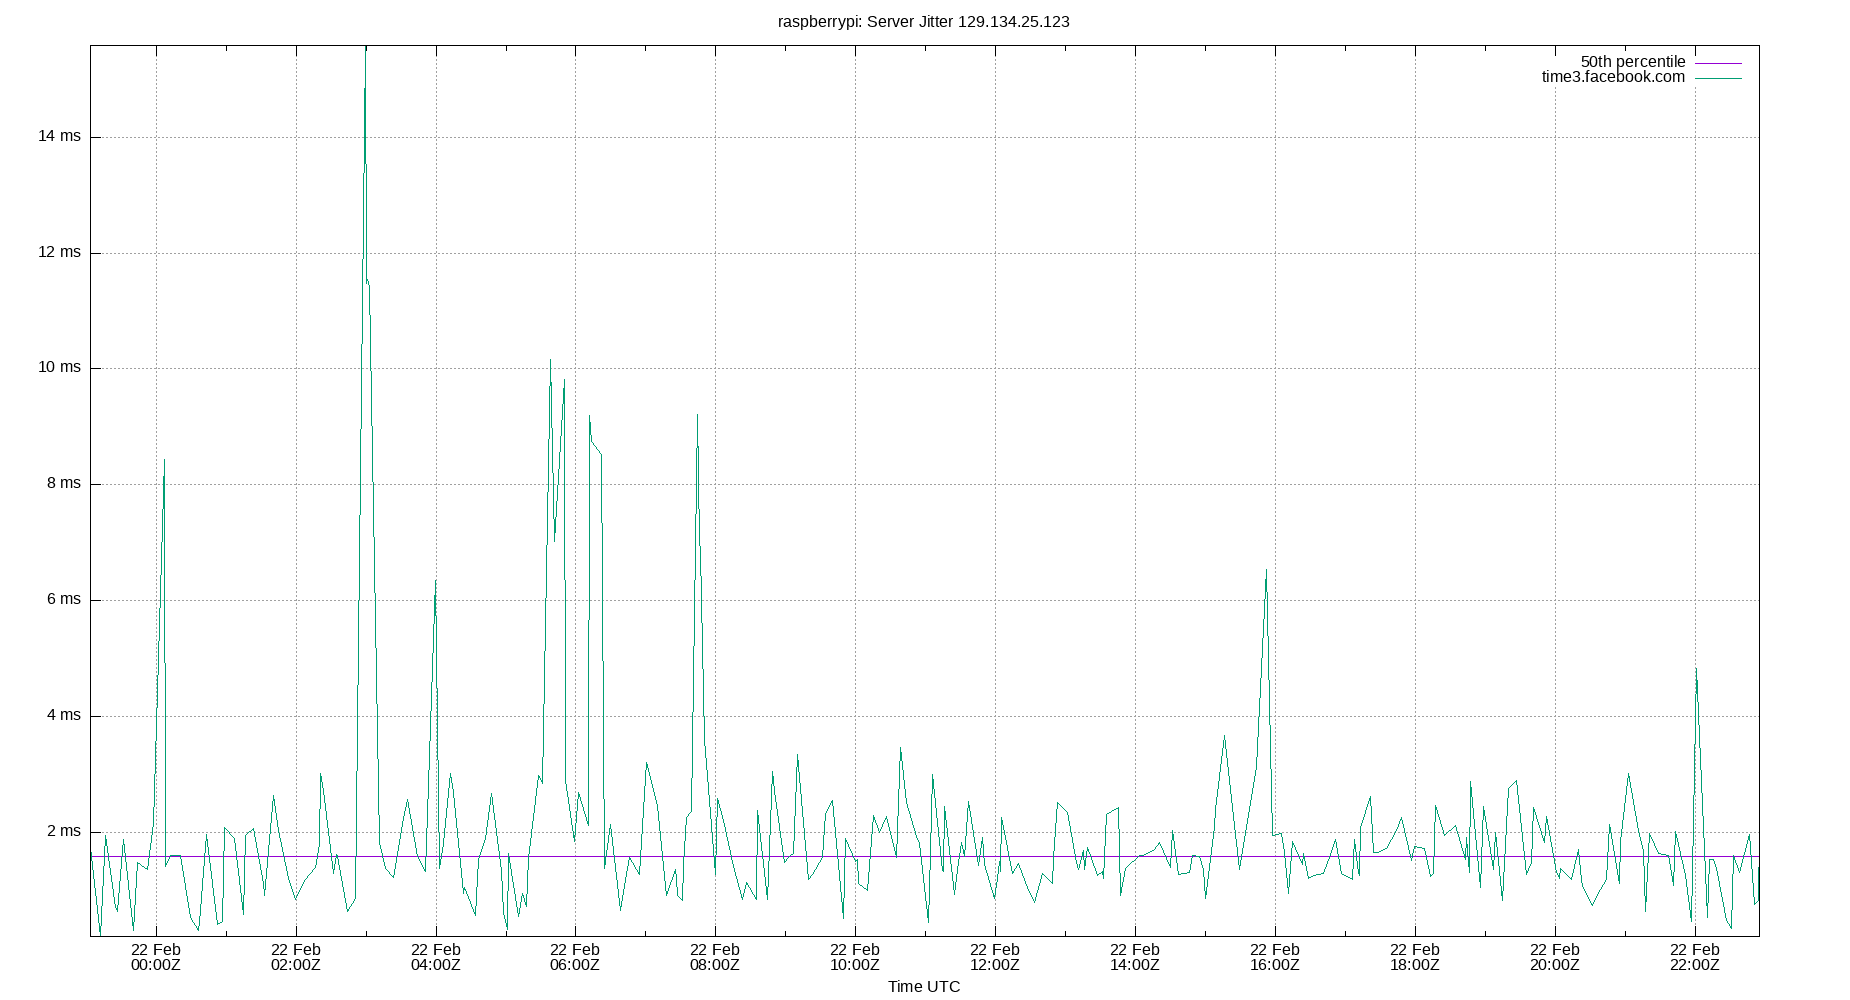 raspberrypi: Server Jitter 129.134.25.123
50th percentile
time3.facebook.com
14 ms
12 ms
10 ms
8 ms
6 ms
4 ms
2 ms
22 Feb 22 Feb 22 Feb 22 Feb 22 Feb 22 Feb 22 Feb 22 Feb 22 Feb 22 Feb 22 Feb 22 Feb
00:00Z 02:00Z 04:00Z 06:00Z 08:00Z 10:00Z 12:00Z 14:00Z 16:00Z 18:00Z 20:00Z 22:00Z
Time UTC